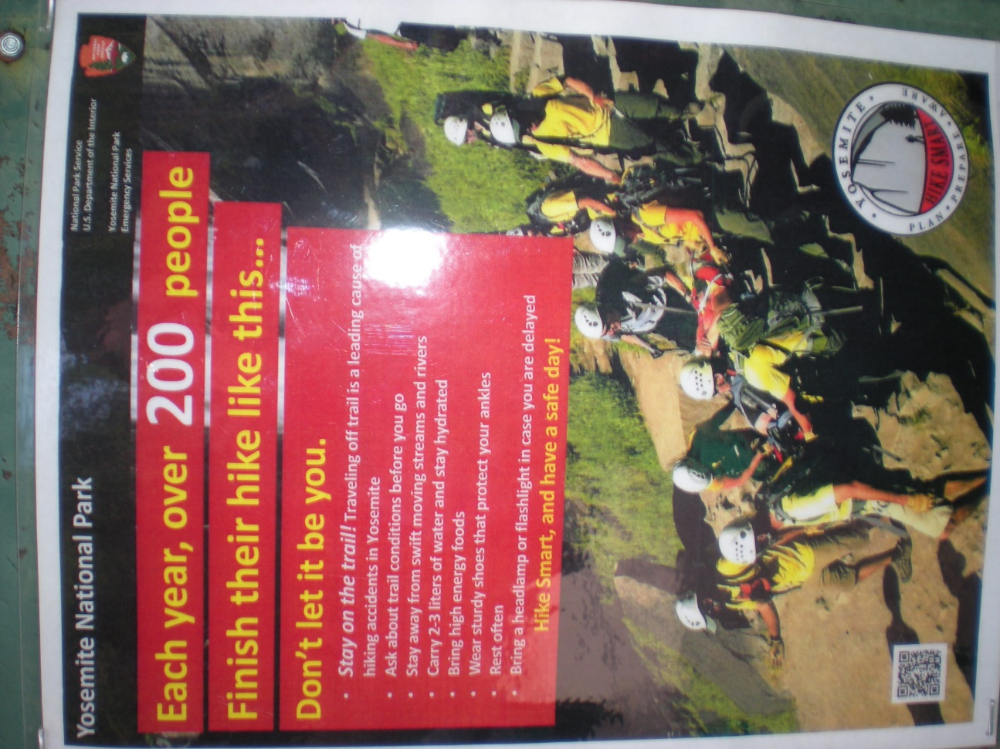 Yosemite National Park
National Park Service
U.S. Department of the Interior
Yosemite National Park
Emergency Services
Each year, over 200 people
Finish their hike like this...
Don't let it be you.
• Stay on the trail! Traveling off trail is a leading cause of
hiking accidents in Yosemite
• Ask about trail conditions before you go
• Stay away from swift moving streams and rivers
• Carry 2-3 liters of water and stay hydrated
• Bring high energy foods
• Wear sturdy shoes that protect your ankles
• Rest often
• Bring a headlamp or flashlight in case you are delayed
Hike Smart, and have a safe day!
• YOSEMITE •
HIKE SMART
PLAN • PREPARE • AWARE